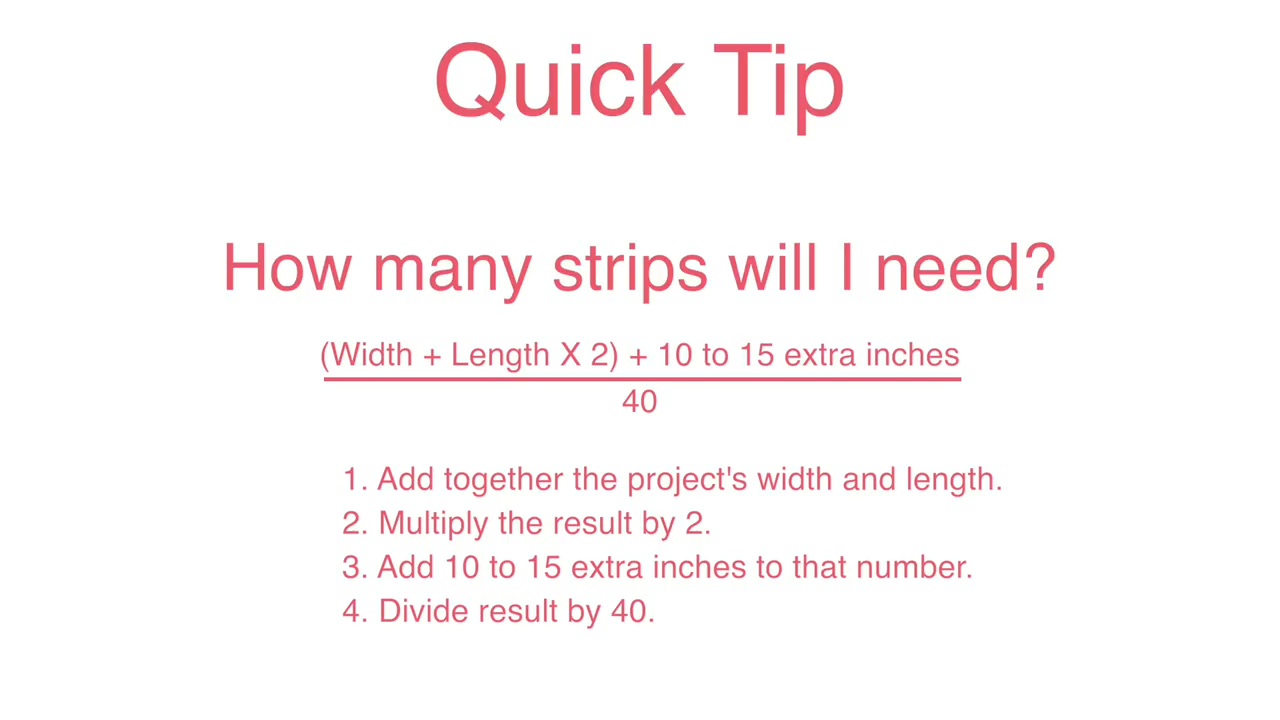 Quick Tip
How many strips will I need?
(Width + Length X 2) + 10 to 15 extra inches
40
1. Add together the project's width and length.
2. Multiply the result by 2.
3. Add 10 to 15 extra inches to that number.
4. Divide result by 40.